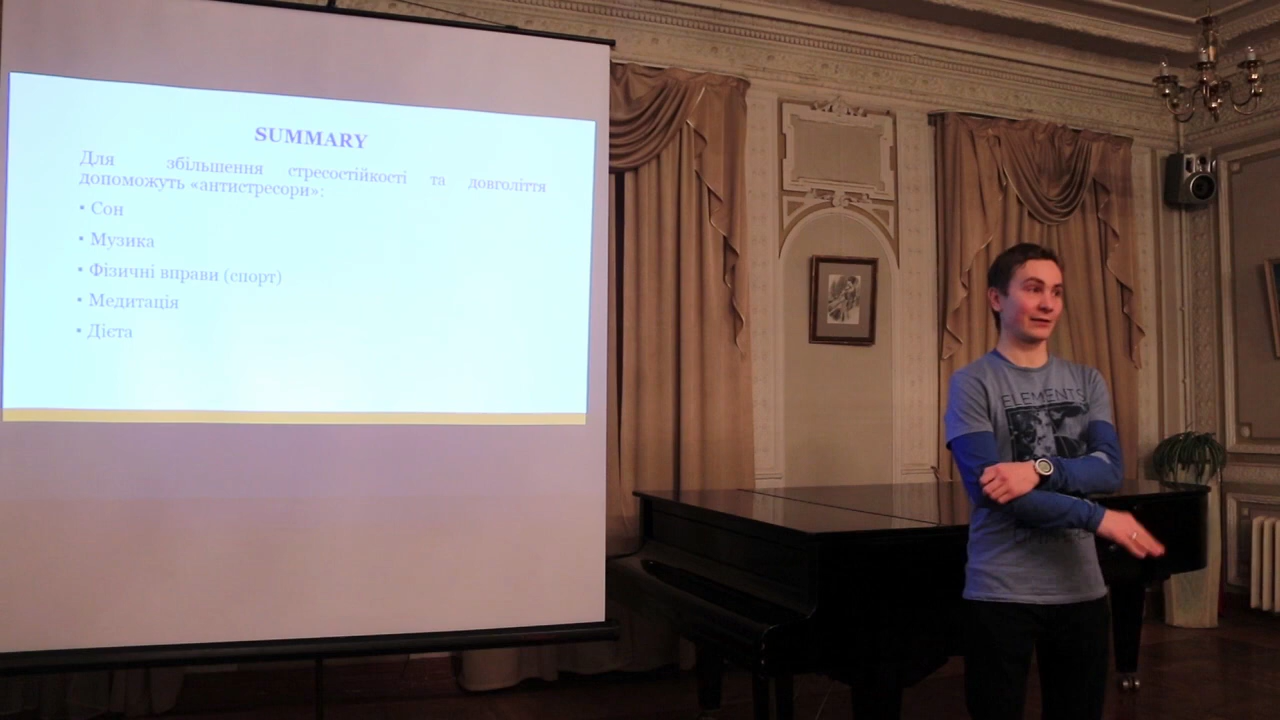 SUMMARY
Для збільшення стресостійкості та довголіття
допоможуть «антистресори»:
▪ Сон
▪ Музика
▪ Фізичні вправи (спорт)
▪ Медитація
▪ Дієта
ELEMENTS